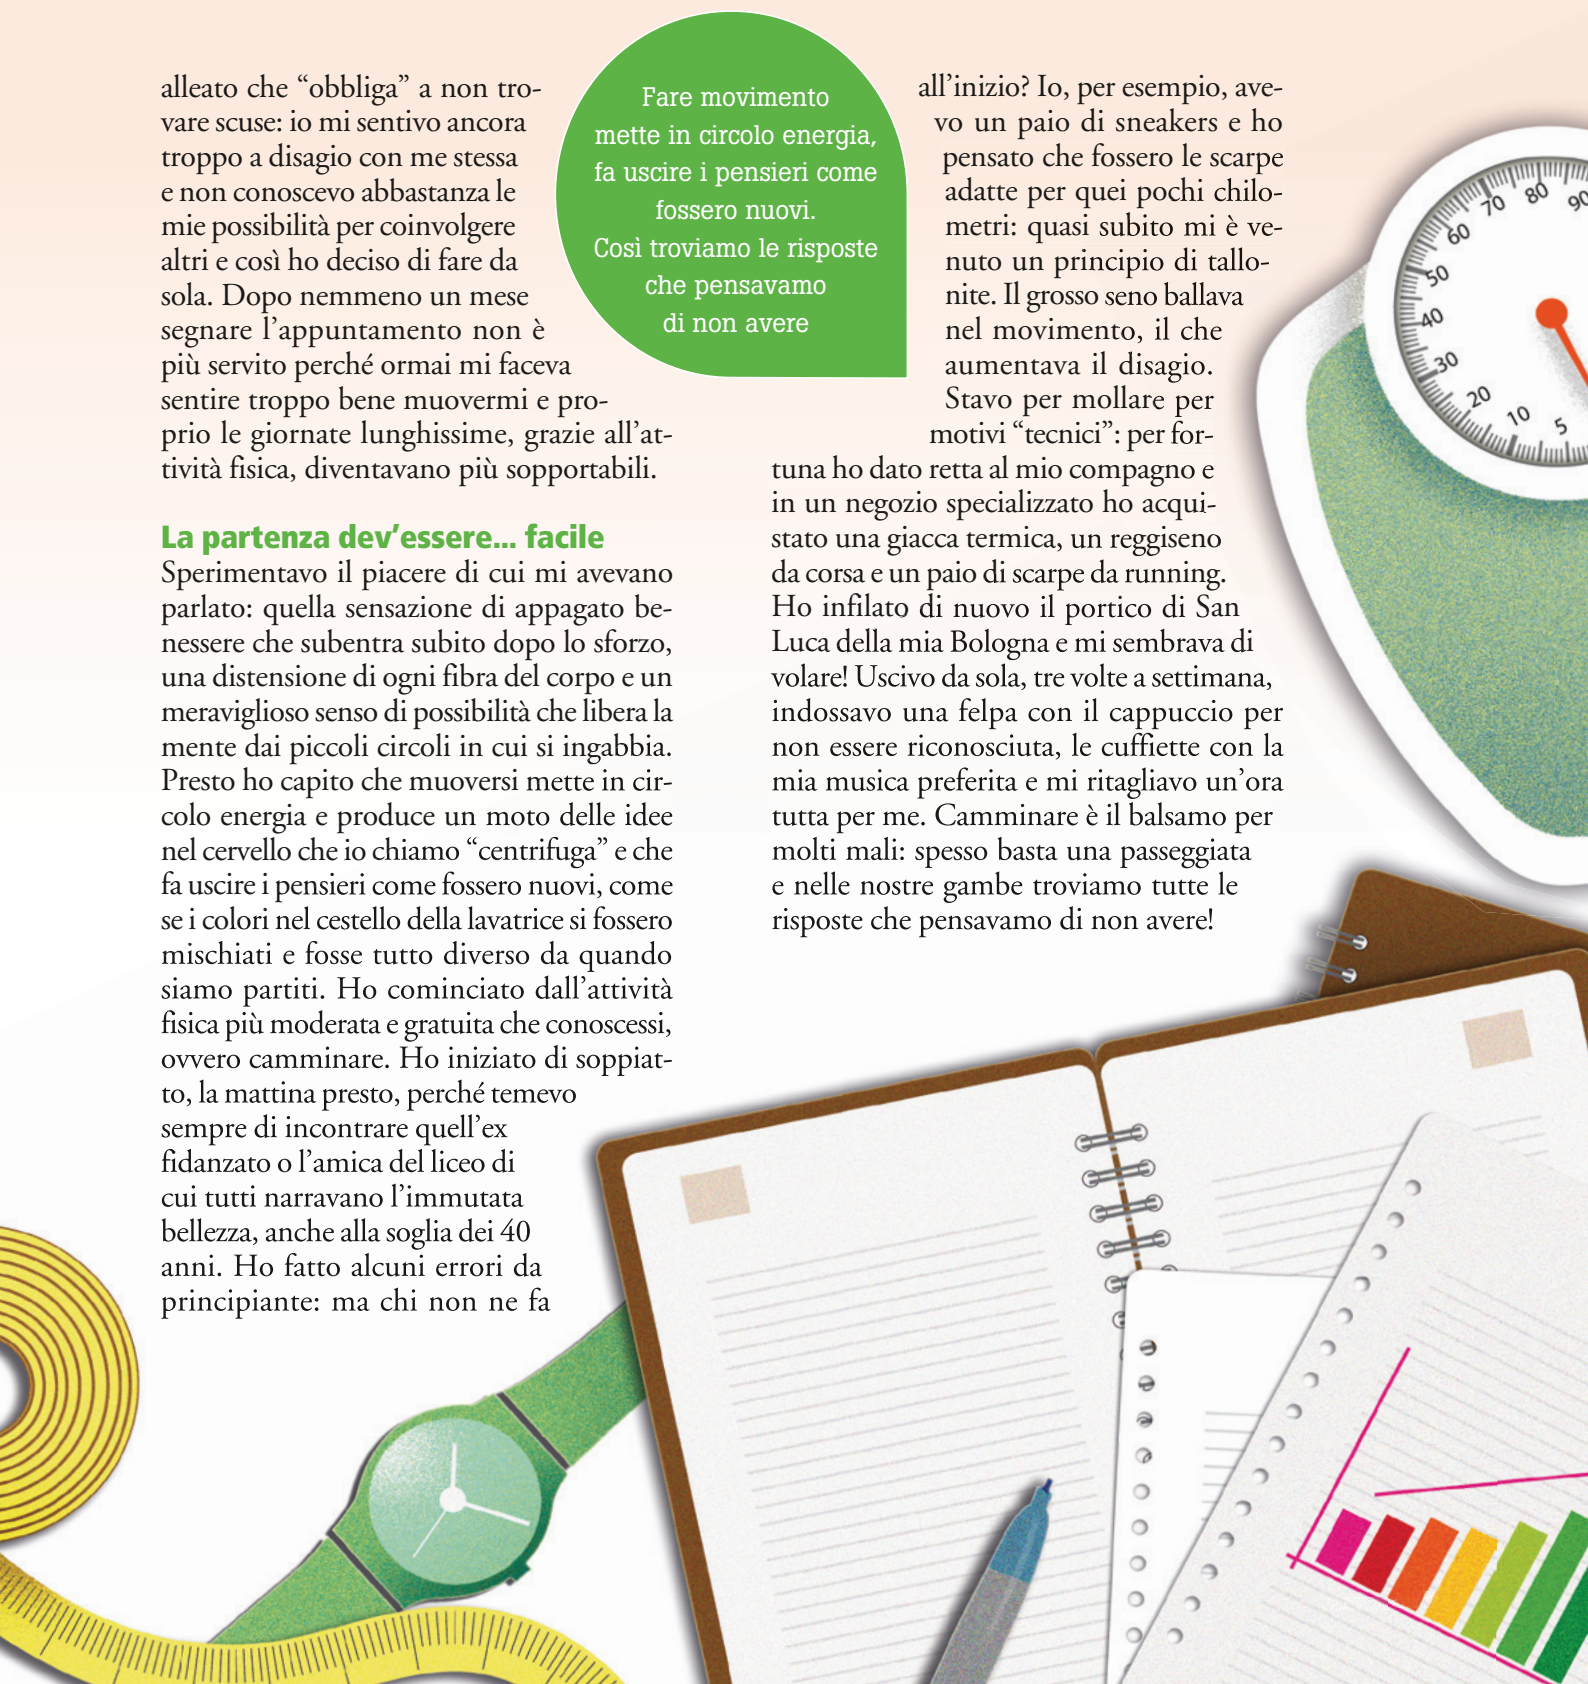 alleato che “obbliga” a non tro-
vare scuse: io mi sentivo ancora
troppo a disagio con me stessa
e non conoscevo abbastanza le
mie possibilità per coinvolgere
altri e così ho deciso di fare da
sola. Dopo nemmeno un mese
segnare l’appuntamento non è
più servito perché ormai mi faceva
sentire troppo bene muovermi e pro-
prio le giornate lunghissime, grazie all’at-
tività fisica, diventavano più sopportabili.
La partenza dev’essere... facile
Sperimentavo il piacere di cui mi avevano
parlato: quella sensazione di appagato be-
nessere che subentra subito dopo lo sforzo,
una distensione di ogni fibra del corpo e un
meraviglioso senso di possibilità che libera la
mente dai piccoli circoli in cui si ingabbia.
Presto ho capito che muoversi mette in cir-
colo energia e produce un moto delle idee
nel cervello che io chiamo “centrifuga” e che
fa uscire i pensieri come fossero nuovi, come
se i colori nel cestello della lavatrice si fossero
mischiati e fosse tutto diverso da quando
siamo partiti. Ho cominciato dall’attività
fisica più moderata e gratuita che conoscessi,
ovvero camminare. Ho iniziato di soppiat-
to, la mattina presto, perché temevo
sempre di incontrare quell’ex
fidanzato o l’amica del liceo di
cui tutti narravano l’immutata
bellezza, anche alla soglia dei 40
anni. Ho fatto alcuni errori da
principiante: ma chi non ne fa
Fare movimento
mette in circolo energia,
fa uscire i pensieri come
fossero nuovi.
Così troviamo le risposte
che pensavamo
di non avere
all’inizio? Io, per esempio, ave-
vo un paio di sneakers e ho
pensato che fossero le scarpe
adatte per quei pochi chilo-
metri: quasi subito mi è ve-
nuto un principio di tallo-
nite. Il grosso seno ballava
nel movimento, il che
aumentava il disagio.
Stavo per mollare per
motivi “tecnici”: per for-
tuna ho dato retta al mio compagno e
in un negozio specializzato ho acqui-
stato una giacca termica, un reggiseno
da corsa e un paio di scarpe da running.
Ho infilato di nuovo il portico di San
Luca della mia Bologna e mi sembrava di
volare! Uscivo da sola, tre volte a settimana,
indossavo una felpa con il cappuccio per
non essere riconosciuta, le cuffiette con la
mia musica preferita e mi ritagliavo un’ora
tutta per me. Camminare è il balsamo per
molti mali: spesso basta una passeggiata
e nelle nostre gambe troviamo tutte le
risposte che pensavamo di non avere!
90
80
70
60
50
40
30
20
10
5